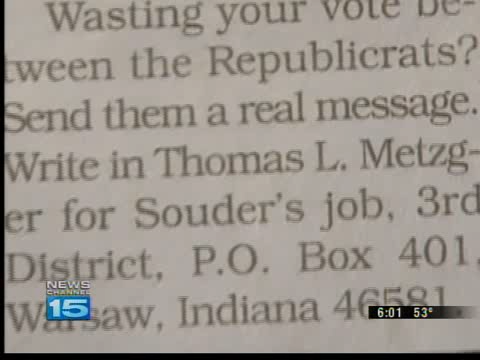 Wasting your vote be-
tween the Republicrats?
Send them a real message.
Write in Thomas L. Metzg-
er for Souder's job, 3rd
District, P.O. Box 401,
Warsaw, Indiana 46581
NEWS
CHANNEL
15
6:01 53°